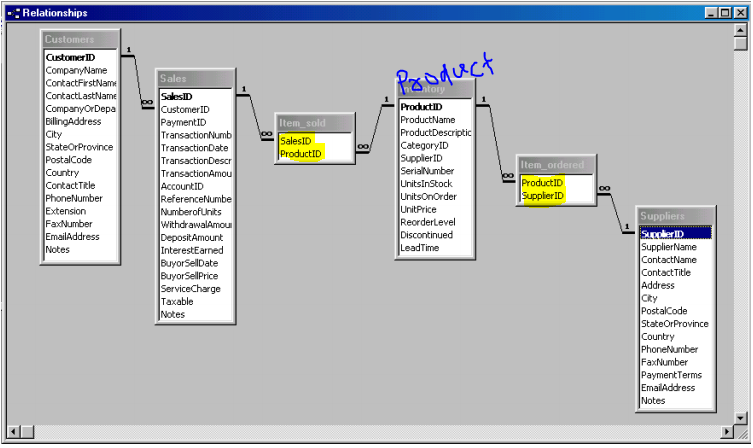 Relationships
Customers
CustomerID
CompanyName
ContactFirstName
ContactLastName
CompanyOrDepa
BillingAddress
City
StateOrProvince
PostalCode
Country
ContactTitle
PhoneNumber
Extension
FaxNumber
EmailAddress
Notes
1
∞
Sales
SalesID
CustomerID
PaymentID
TransactionNumb
TransactionDate
TransactionDescr
TransactionAmou
AccountID
ReferenceNumbe
NumberofUnits
WithdrawalAmour
DepositAmount
InterestEarned
BuyorSellDate
BuyorSellPrice
ServiceCharge
Taxable
Notes
1
∞
Item_sold
SalesID
ProductID
∞
1
Product
Inventory
ProductID
ProductName
ProductDescriptic
CategoryID
SupplierID
SerialNumber
UnitsInStock
UnitsOnOrder
UnitPrice
ReorderLevel
Discontinued
LeadTime
1
∞
Item_ordered
ProductID
SupplierID
∞
1
Suppliers
SupplierID
SupplierName
ContactName
ContactTitle
Address
City
PostalCode
StateOrProvince
Country
PhoneNumber
FaxNumber
PaymentTerms
EmailAddress
Notes